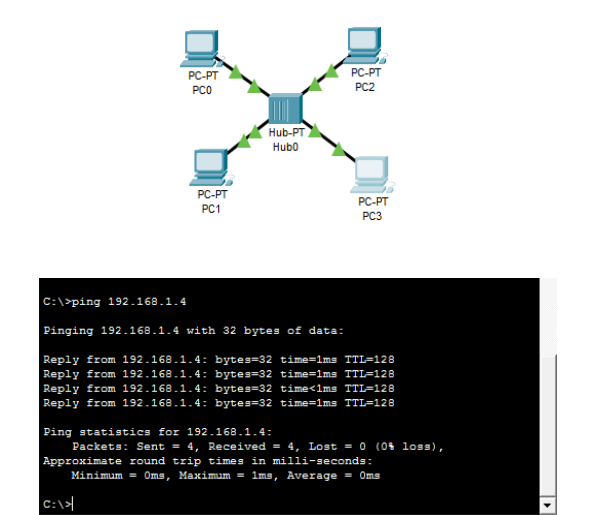 PC-PT
PC0
PC-PT
PC2
Hub-PT
Hub0
PC-PT
PC1
PC-PT
PC3
C:\>ping 192.168.1.4
Pinging 192.168.1.4 with 32 bytes of data:
Reply from 192.168.1.4: bytes=32 time=1ms TTL=128
Reply from 192.168.1.4: bytes=32 time=1ms TTL=128
Reply from 192.168.1.4: bytes=32 time<1ms TTL=128
Reply from 192.168.1.4: bytes=32 time=1ms TTL=128
Ping statistics for 192.168.1.4:
Packets: Sent = 4, Received = 4, Lost = 0 (0% loss),
Approximate round trip times in milli-seconds:
Minimum = 0ms, Maximum = 1ms, Average = 0ms
C:\>